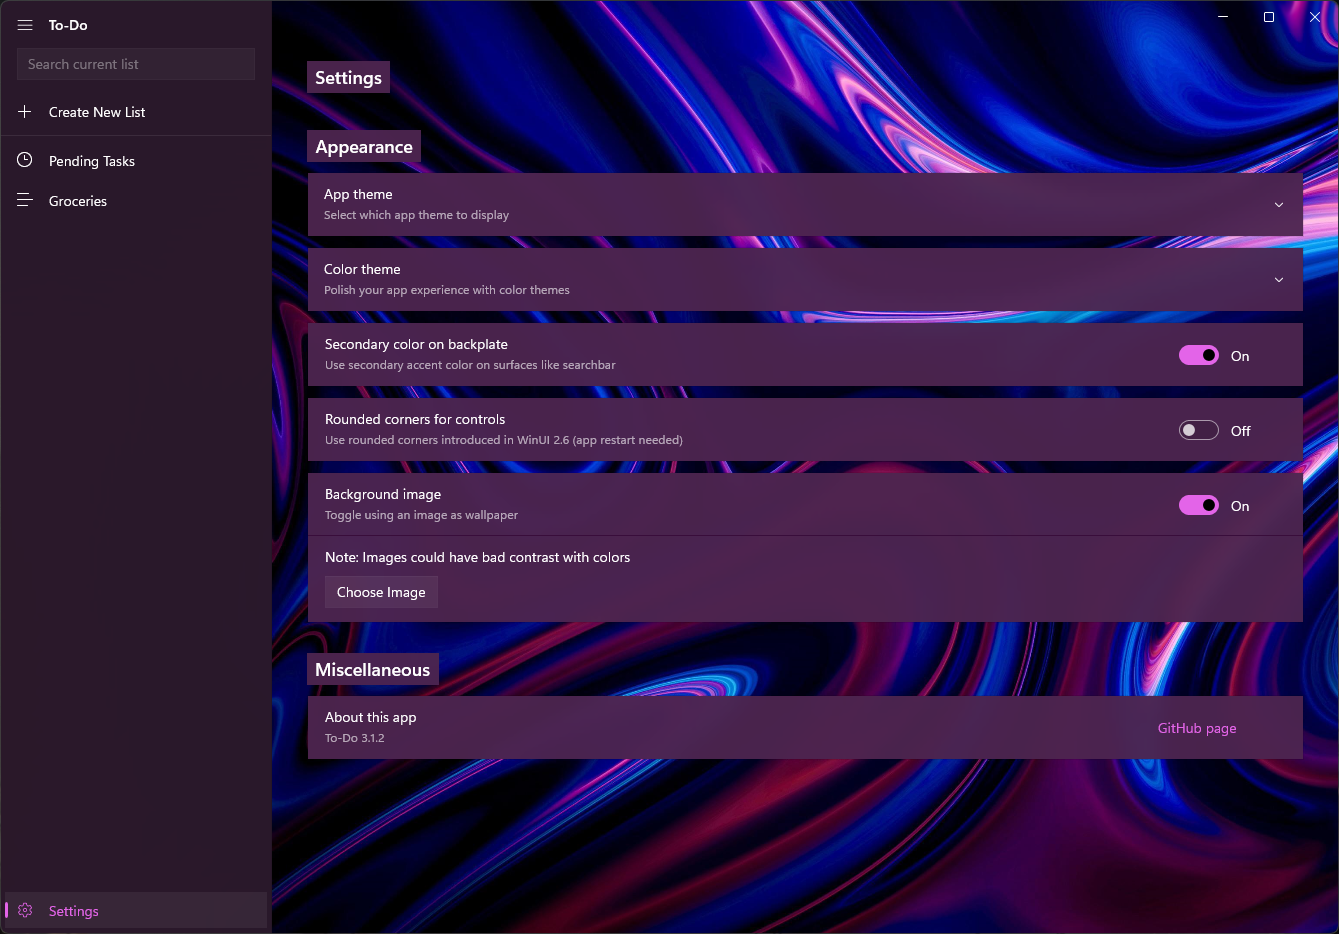 To-Do
Search current list
Create New List
Pending Tasks
Groceries
Settings
Settings
Appearance
App theme
Select which app theme to display
Color theme
Polish your app experience with color themes
Secondary color on backplate
Use secondary accent color on surfaces like searchbar
On
Rounded corners for controls
Use rounded corners introduced in WinUI 2.6 (app restart needed)
Off
Background image
Toggle using an image as wallpaper
On
Note: Images could have bad contrast with colors
Choose Image
Miscellaneous
About this app
To-Do 3.1.2
GitHub page